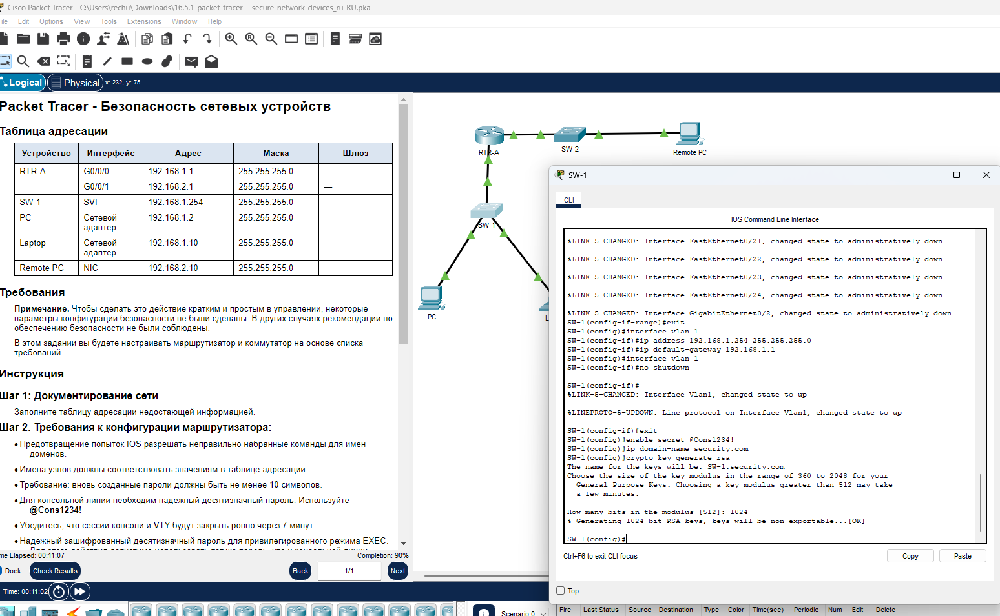 Cisco Packet Tracer - C:\Users\rechu\Downloads\16.5.1-packet-tracer---secure-network-devices_ru-RU.pka
File Edit Options View Tools Extensions Window Help
Logical Physical x: 232, y: 75
Packet Tracer - Безопасность сетевых устройств
Таблица адресации
Устройство Интерфейс Адрес Маска Шлюз
RTR-A G0/0/0 192.168.1.1 255.255.255.0 —
G0/0/1 192.168.2.1 255.255.255.0 —
SW-1 SVI 192.168.1.254 255.255.255.0
PC Сетевой адаптер 192.168.1.2 255.255.255.0
Laptop Сетевой адаптер 192.168.1.10 255.255.255.0
Remote PC NIC 192.168.2.10 255.255.255.0
Требования
Примечание. Чтобы сделать это действие кратким и простым в управлении, некоторые
параметры конфигурации безопасности не были сделаны. В других случаях рекомендации по
обеспечению безопасности не были соблюдены.
В этом задании вы будете настраивать маршрутизатор и коммутатор на основе списка
требований.
Инструкция
Шаг 1: Документирование сети
Заполните таблицу адресации недостающей информацией.
Шаг 2. Требования к конфигурации маршрутизатора:
• Предотвращение попыток IOS разрешать неправильно набранные команды для имен
доменов.
• Имена узлов должны соответствовать значениям в таблице адресации.
• Требование: вновь созданные пароли должны быть не менее 10 символов.
• Для консольной линии необходим надежный десятизначный пароль. Используйте
@Cons1234!
• Убедитесь, что сессии консоли и VTY будут закрыть ровно через 7 минут.
• Надежный зашифрованный десятизначный пароль для привилегированного режима EXEC.
me Elapsed: 00:11:07 Completion: 90%
Dock Check Results Back 1/1 Next
Time: 00:11:02
RTR-A
SW-2
Remote PC
SW-1
PC
L
SW-1
CLI
IOS Command Line Interface
%LINK-5-CHANGED: Interface FastEthernet0/21, changed state to administratively down
%LINK-5-CHANGED: Interface FastEthernet0/22, changed state to administratively down
%LINK-5-CHANGED: Interface FastEthernet0/23, changed state to administratively down
%LINK-5-CHANGED: Interface FastEthernet0/24, changed state to administratively down
%LINK-5-CHANGED: Interface GigabitEthernet0/2, changed state to administratively down
SW-1(config-if-range)#exit
SW-1(config)#interface vlan 1
SW-1(config-if)#ip address 192.168.1.254 255.255.255.0
SW-1(config-if)#ip default-gateway 192.168.1.1
SW-1(config)#interface vlan 1
SW-1(config-if)#no shutdown
SW-1(config-if)#
%LINK-5-CHANGED: Interface Vlan1, changed state to up
%LINEPROTO-5-UPDOWN: Line protocol on Interface Vlan1, changed state to up
SW-1(config-if)#exit
SW-1(config)#enable secret @Cons1234!
SW-1(config)#ip domain-name security.com
SW-1(config)#crypto key generate rsa
The name for the keys will be: SW-1.security.com
Choose the size of the key modulus in the range of 360 to 2048 for your
General Purpose Keys. Choosing a key modulus greater than 512 may take
a few minutes.
How many bits in the modulus [512]: 1024
% Generating 1024 bit RSA keys, keys will be non-exportable...[OK]
SW-1(config)#
Ctrl+F6 to exit CLI focus
Copy Paste
Top
Scenario 0
Fire Last Status Source Destination Type Color Time(sec) Periodic Num Edit Delete